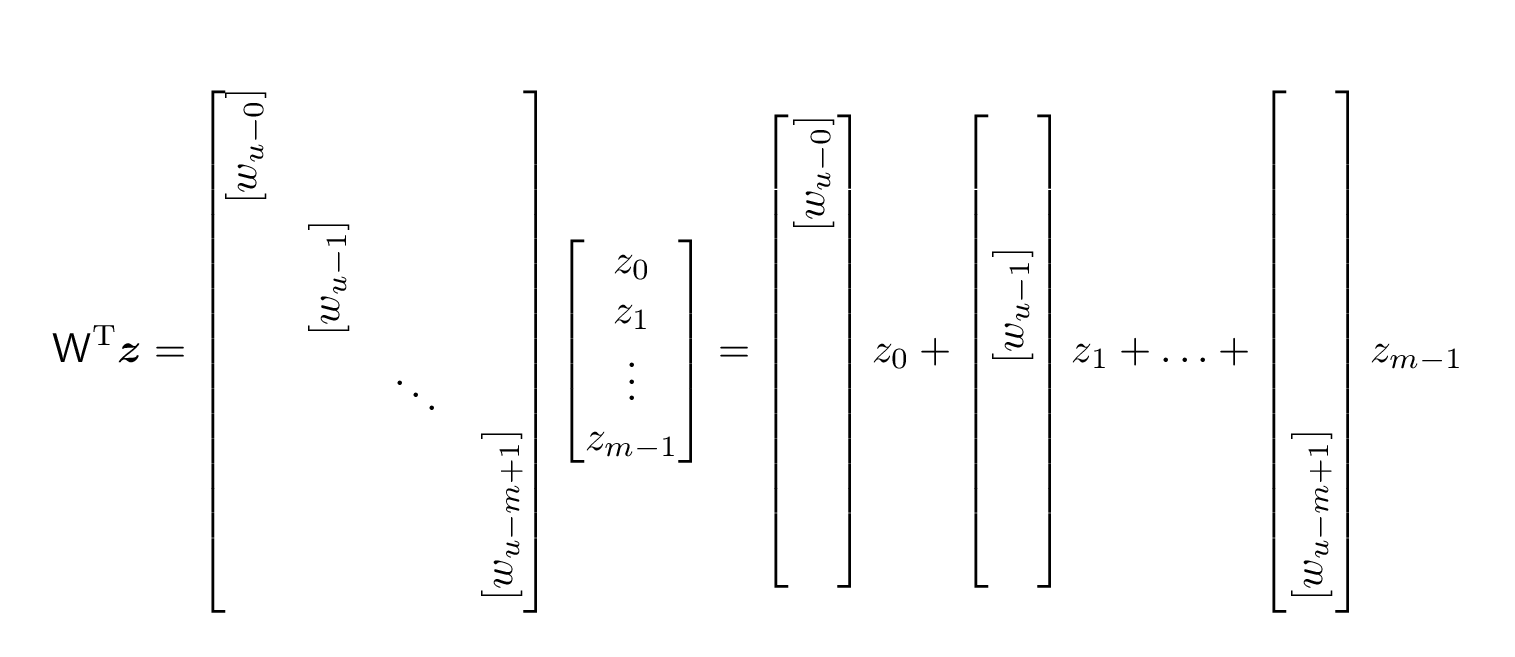 $\mathsf{W}^{\mathrm{T}} \boldsymbol{z} = \begin{bmatrix} [w_{u-0}] & & & \\ & [w_{u-1}] & & \\ & & \ddots & \\ & & & [w_{u-m+1}] \end{bmatrix} \begin{bmatrix} z_0 \\ z_1 \\ \vdots \\ z_{m-1} \end{bmatrix} = \begin{bmatrix} [w_{u-0}] \\ \\ \\ \end{bmatrix} z_0 + \begin{bmatrix} \\ [w_{u-1}] \\ \\ \end{bmatrix} z_1 + \ldots + \begin{bmatrix} \\ \\ [w_{u-m+1}] \end{bmatrix} z_{m-1}$